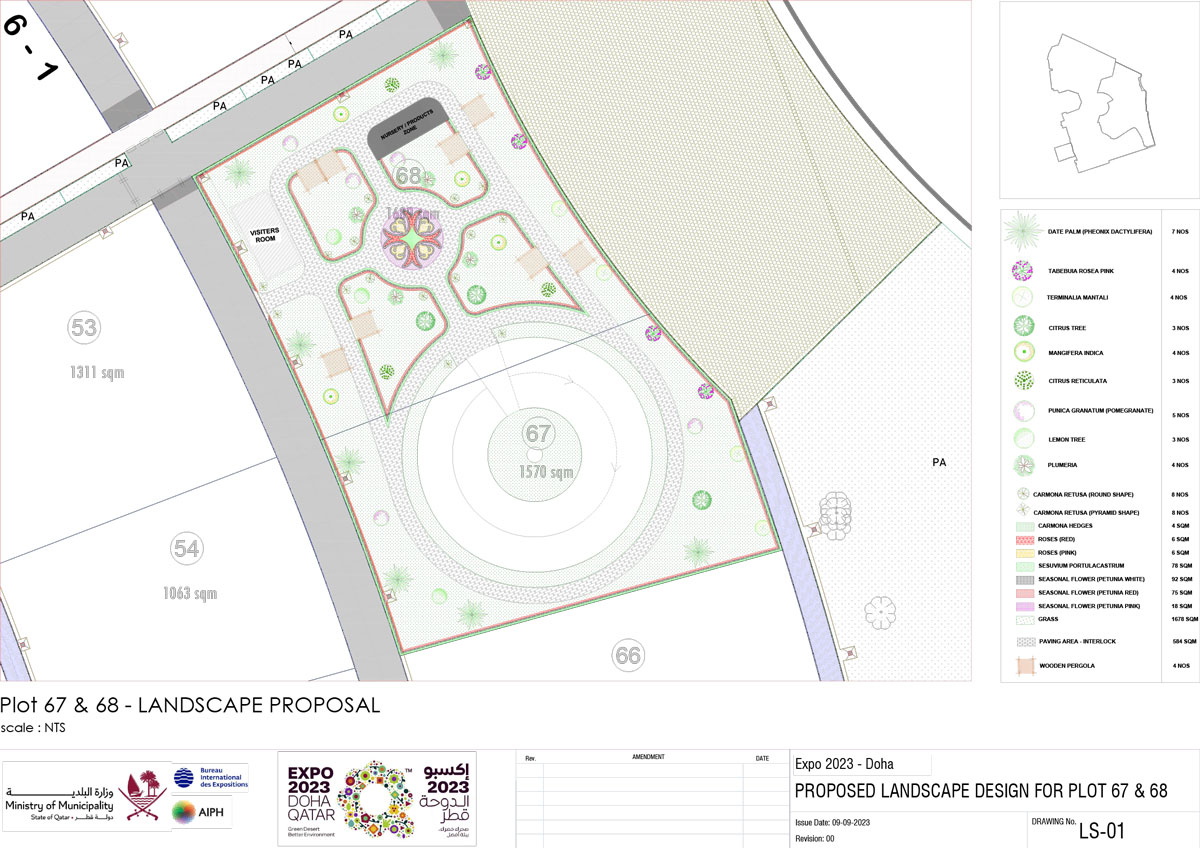 6 - 1
PA
PA
PA
PA
PA
PA
NURSERY / PRODUCTS
ZONE
68
VISITERS
ROOM
53
1311 sqm
67
1570 sqm
PA
54
1063 sqm
66
DATE PALM (PHEONIX DACTYLIFERA) 7 NOS
TABEBUIA ROSEA PINK 4 NOS
TERMINALIA MANTALI 4 NOS
CITRUS TREE 3 NOS
MANGIFERA INDICA 4 NOS
CITRUS RETICULATA 3 NOS
PUNICA GRANATUM (POMEGRANATE) 5 NOS
LEMON TREE 3 NOS
PLUMERIA 4 NOS
CARMONA RETUSA (ROUND SHAPE) 8 NOS
CARMONA RETUSA (PYRAMID SHAPE) 8 NOS
CARMONA HEDGES 4 SQM
ROSES (RED) 6 SQM
ROSES (PINK) 6 SQM
SESUVIUM PORTULACASTRUM 78 SQM
SEASONAL FLOWER (PETUNIA WHITE) 92 SQM
SEASONAL FLOWER (PETUNIA RED) 75 SQM
SEASONAL FLOWER (PETUNIA PINK) 18 SQM
GRASS 1678 SQM
PAVING AREA - INTERLOCK 584 SQM
WOODEN PERGOLA 4 NOS
Plot 67 & 68 - LANDSCAPE PROPOSAL
scale : NTS
وزارة البلدية
Ministry of Municipality
State of Qatar • دولة قطر
Bureau
International
des Expositions
AIPH
EXPO
2023
DOHA
QATAR
Green Desert
Better Environment
TM
إكسبو
2023
الدوحة
قطر
صحراء خضراء
بيئة أفضل
Rev. AMENDMENT DATE
Expo 2023 - Doha
PROPOSED LANDSCAPE DESIGN FOR PLOT 67 & 68
Issue Date: 09-09-2023
Revision: 00
DRAWING No. LS-01